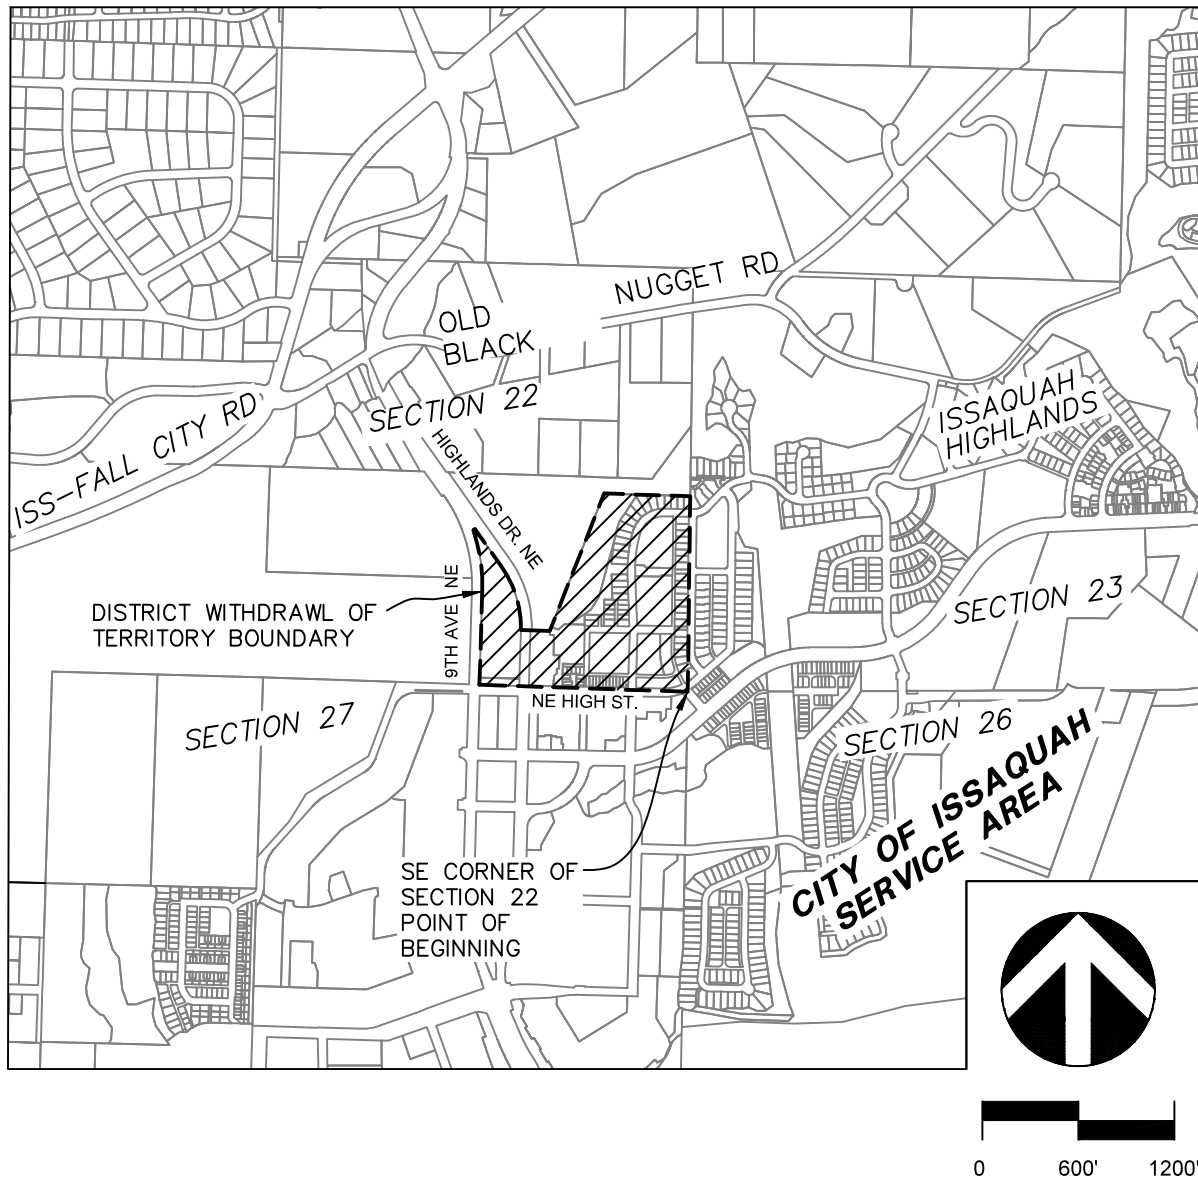 NUGGET RD
OLD
BLACK
SECTION 22
ISS-FALL CITY RD
ISSAQUAH
HIGHLANDS
HIGHLANDS DR. NE
9TH AVE NE
DISTRICT WITHDRAWL OF
TERRITORY BOUNDARY
SECTION 23
NE HIGH ST.
SECTION 27
SECTION 26
CITY OF ISSAQUAH
SERVICE AREA
SE CORNER OF
SECTION 22
POINT OF
BEGINNING
0 600' 1200'